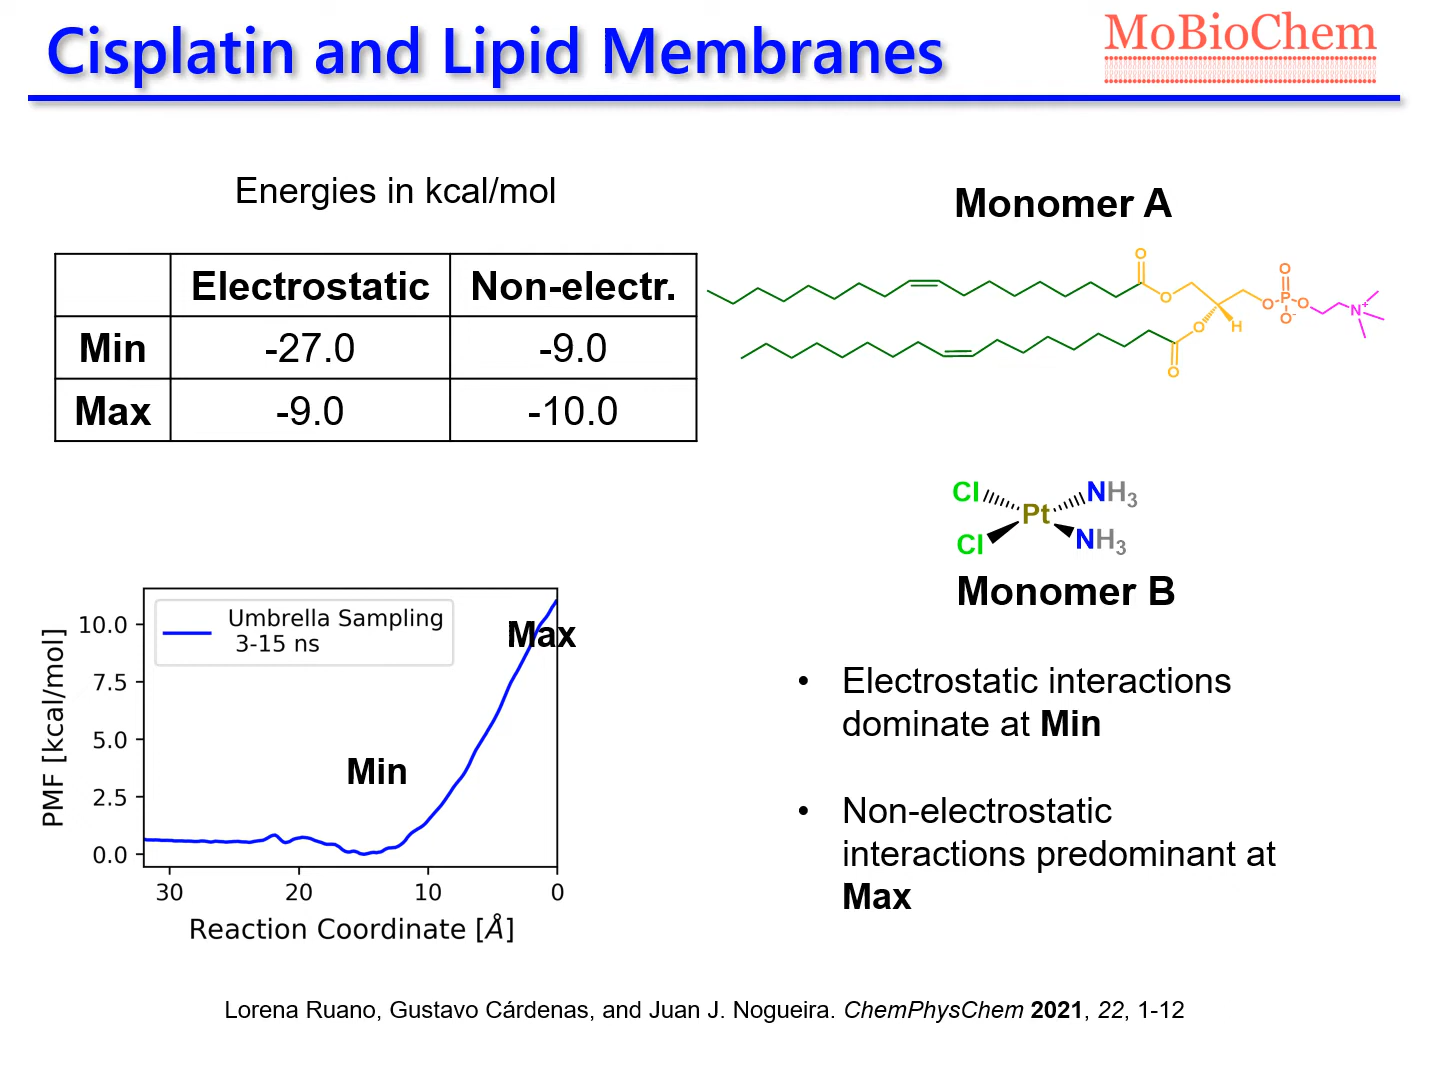 Cisplatin and Lipid Membranes
MoBioChem
Energies in kcal/mol
Electrostatic Non-electr.
Min -27.0 -9.0
Max -9.0 -10.0
Monomer A
O
O
O
H
O
O
O
P
O
O-
N+
Cl NH3
Pt
Cl NH3
Monomer B
Umbrella Sampling
3-15 ns
Max
Min
PMF [kcal/mol]
10.0
7.5
5.0
2.5
0.0
30 20 10 0
Reaction Coordinate [Å]
• Electrostatic interactions
dominate at Min
• Non-electrostatic
interactions predominant at
Max
Lorena Ruano, Gustavo Cárdenas, and Juan J. Nogueira. ChemPhysChem 2021, 22, 1-12